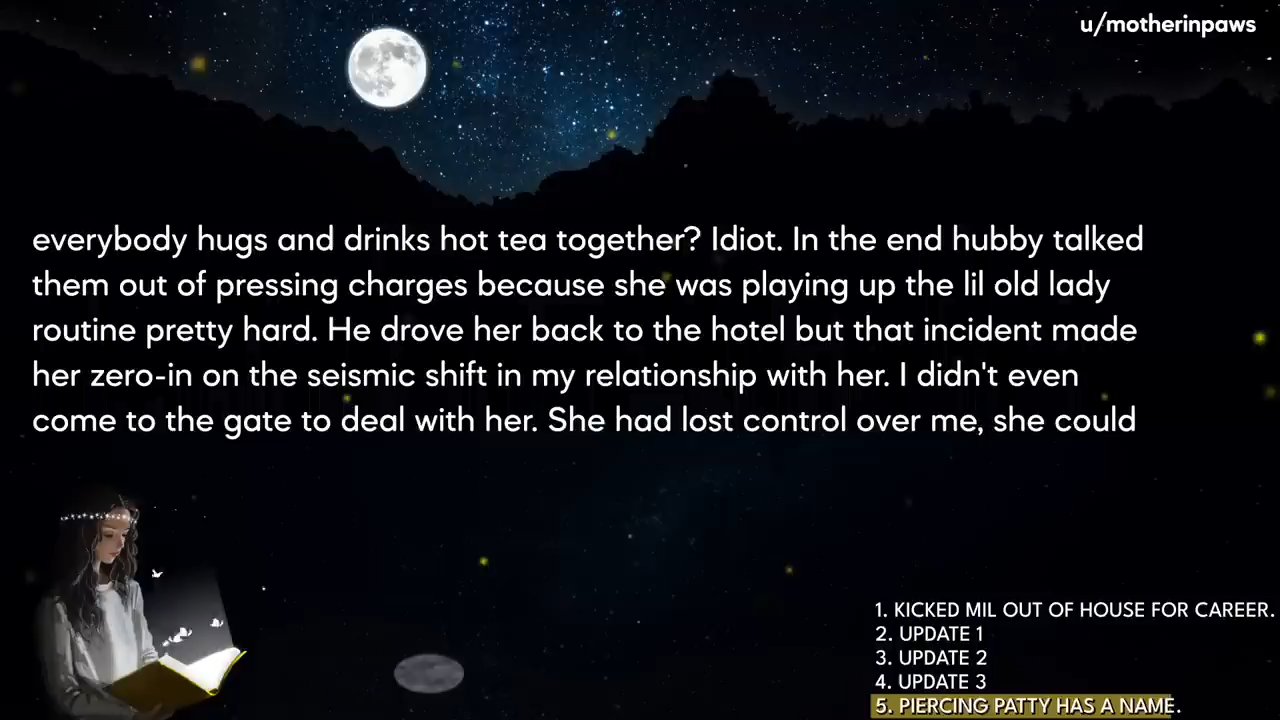 u/motherinpaws
everybody hugs and drinks hot tea together? Idiot. In the end hubby talked
them out of pressing charges because she was playing up the lil old lady
routine pretty hard. He drove her back to the hotel but that incident made
her zero-in on the seismic shift in my relationship with her. I didn't even
come to the gate to deal with her. She had lost control over me, she could
1. KICKED MIL OUT OF HOUSE FOR CAREER.
2. UPDATE 1
3. UPDATE 2
4. UPDATE 3
5. PIERCING PATTY HAS A NAME.